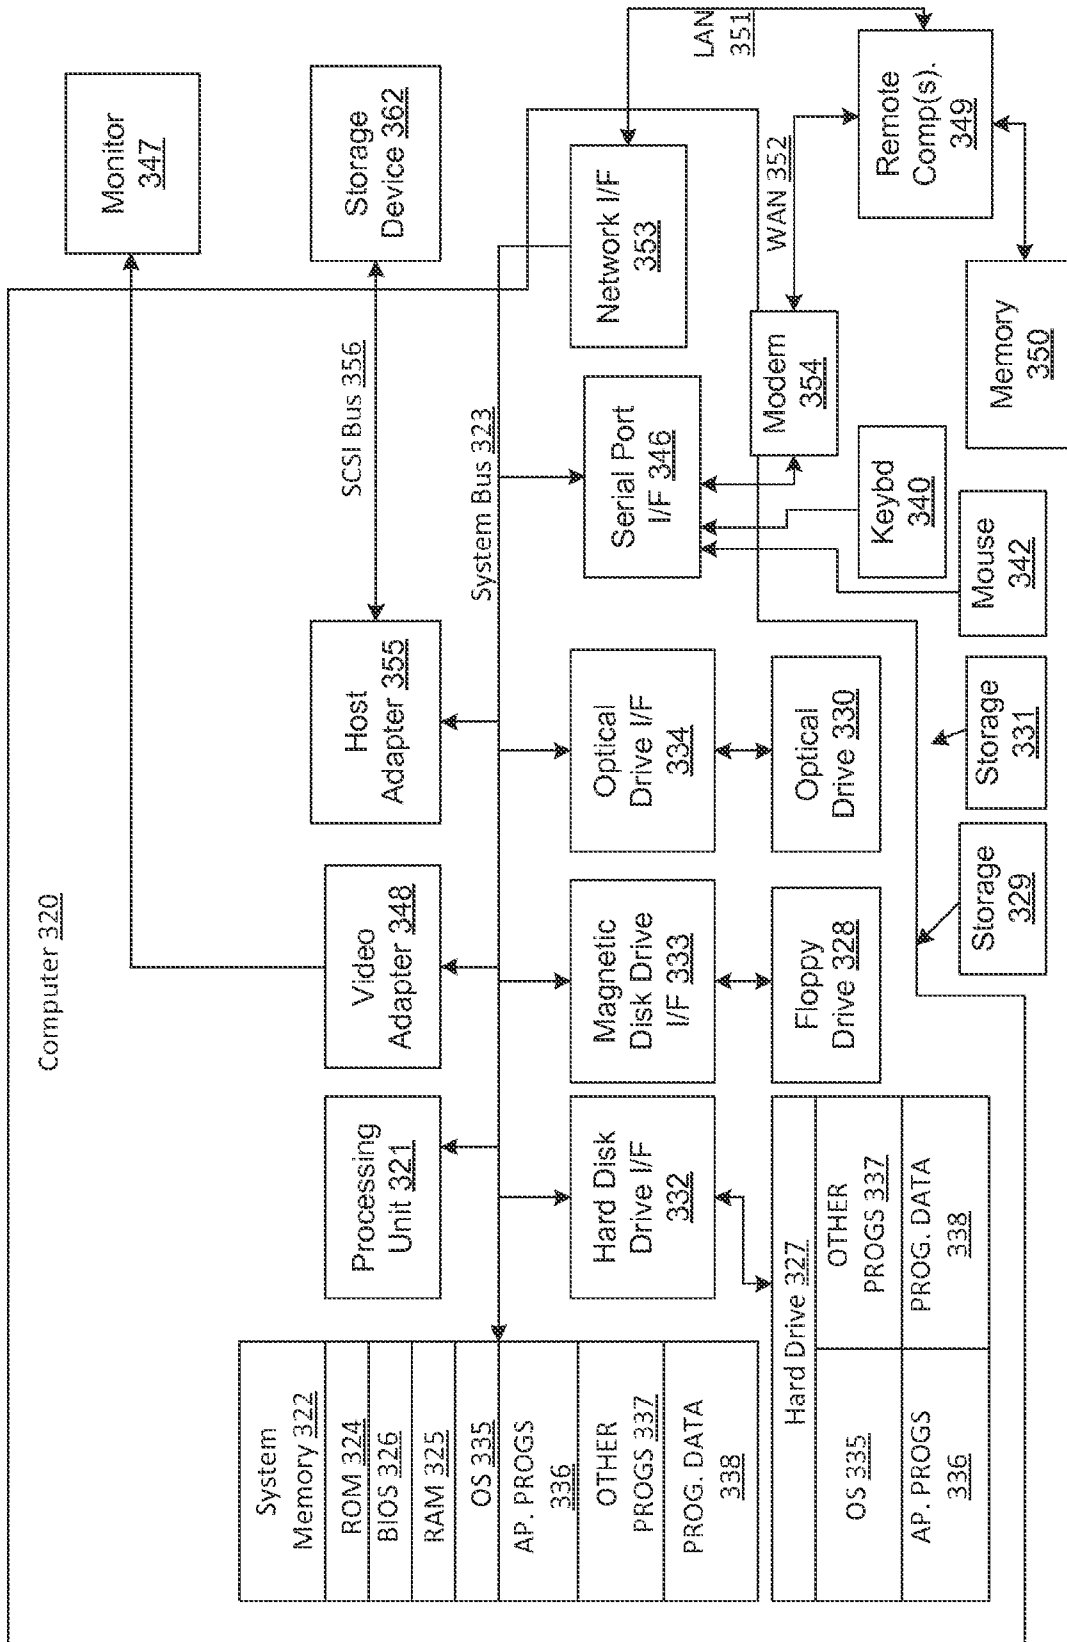 Computer 320
Monitor
347
Storage
Device 362
SCSI Bus 356
System
Memory 322
ROM 324
BIOS 326
RAM 325
OS 335
AP. PROGS
336
OTHER
PROGS 337
PROG. DATA
338
Processing
Unit 321
Video
Adapter 348
Host
Adapter 355
System Bus 323
Hard Disk
Drive I/F
332
Magnetic
Disk Drive
I/F 333
Optical
Drive I/F
334
Serial Port
I/F 346
Network I/F
353
LAN
351
Hard Drive 327
OS 335
OTHER
PROGS 337
AP. PROGS
336
PROG. DATA
338
Floppy
Drive 328
Optical
Drive 330
Modem
354
WAN 352
Remote
Comp(s).
349
Keybd
340
Storage
329
Storage
331
Mouse
342
Memory
350